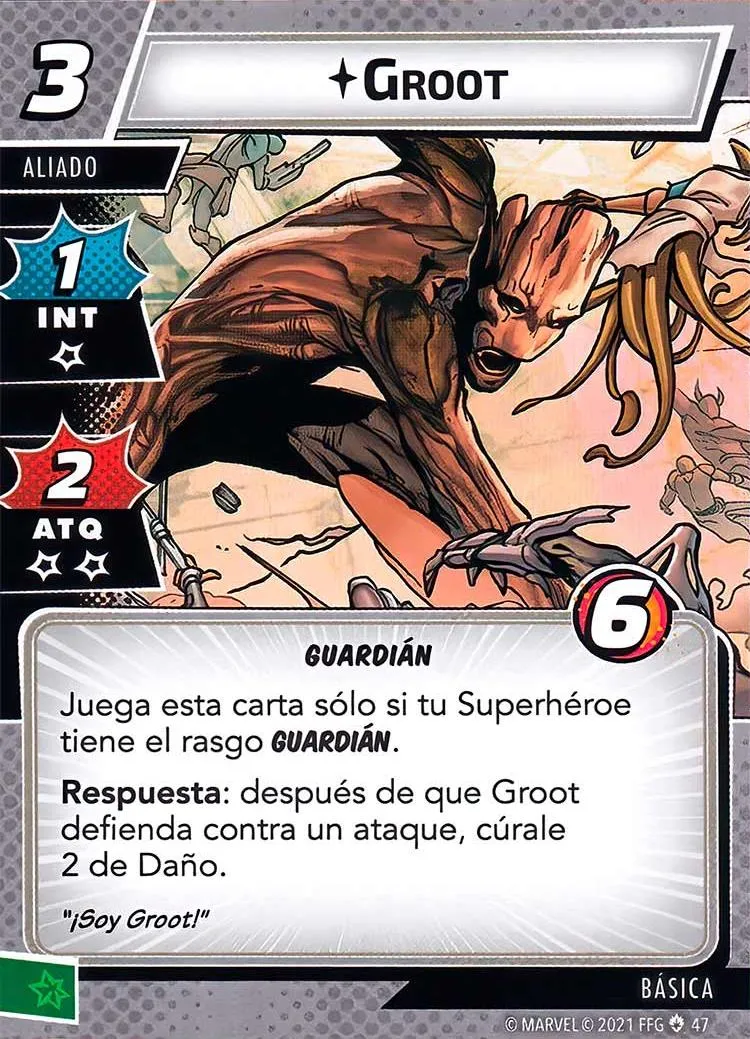 3
GROOT
ALIADO
1
INT
2
ATQ
6
GUARDIÁN
Juega esta carta sólo si tu Superhéroe
tiene el rasgo GUARDIÁN.
Respuesta: después de que Groot
defienda contra un ataque, cúrale
2 de Daño.
"¡Soy Groot!"
BÁSICA
© MARVEL © 2021 FFG 47